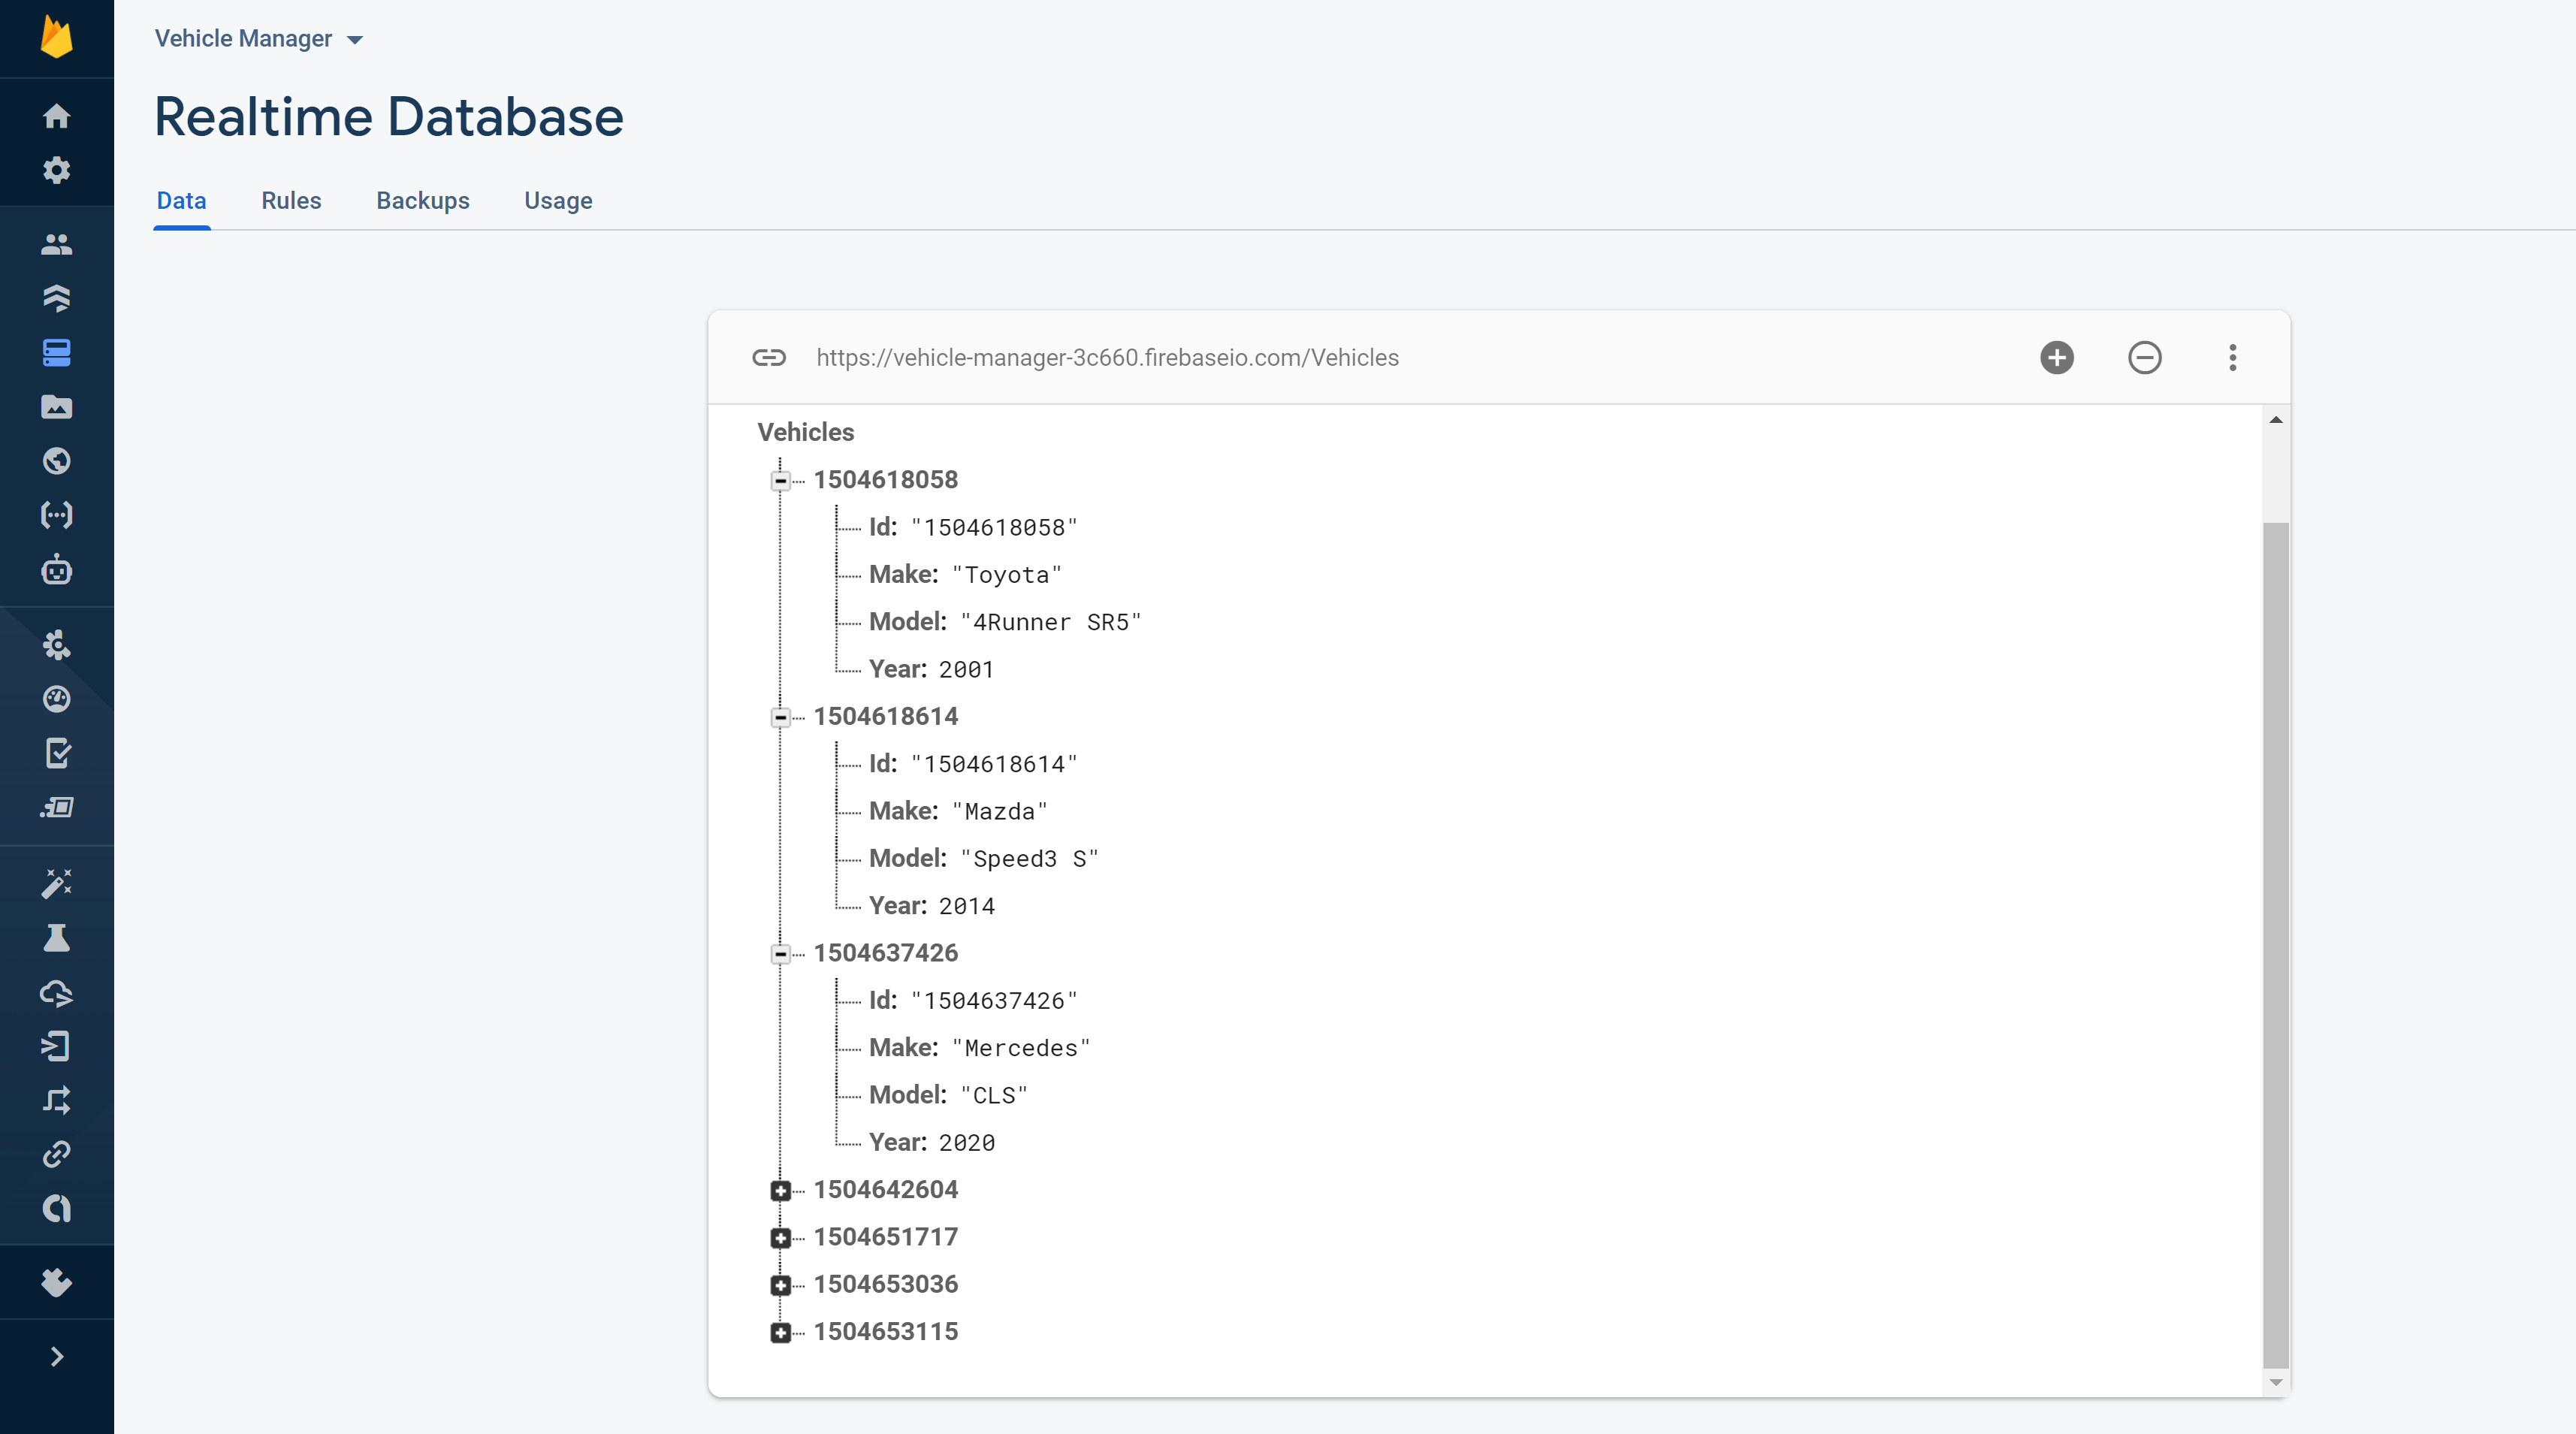 Vehicle Manager
Realtime Database
Data Rules Backups Usage
https://vehicle-manager-3c660.firebaseio.com/Vehicles
Vehicles
1504618058
Id: "1504618058"
Make: "Toyota"
Model: "4Runner SR5"
Year: 2001
1504618614
Id: "1504618614"
Make: "Mazda"
Model: "Speed3 S"
Year: 2014
1504637426
Id: "1504637426"
Make: "Mercedes"
Model: "CLS"
Year: 2020
1504642604
1504651717
1504653036
1504653115